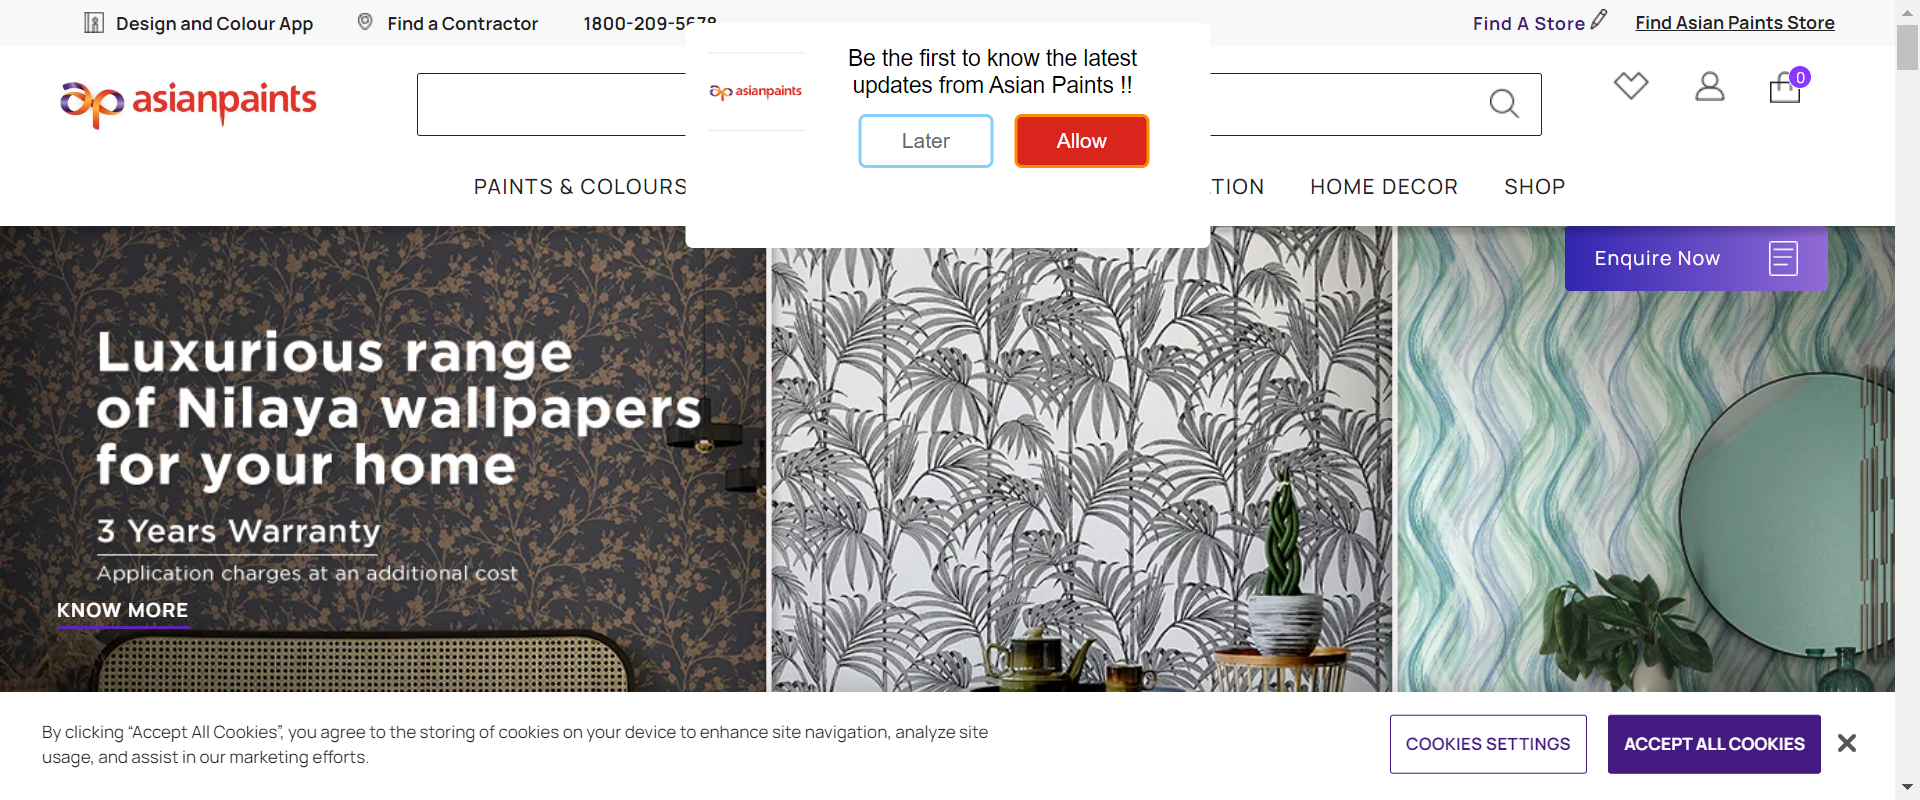 Design and Colour App
Find a Contractor
1800-209-5678
Find A Store
Find Asian Paints Store
asianpaints
asianpaints
Be the first to know the latest
updates from Asian Paints !!
Later
Allow
0
PAINTS & COLOURS
HOME DECOR
SHOP
Enquire Now
Luxurious range
of Nilaya wallpapers
for your home
3 Years Warranty
Application charges at an additional cost
KNOW MORE
By clicking “Accept All Cookies”, you agree to the storing of cookies on your device to enhance site navigation, analyze site
usage, and assist in our marketing efforts.
COOKIES SETTINGS
ACCEPT ALL COOKIES